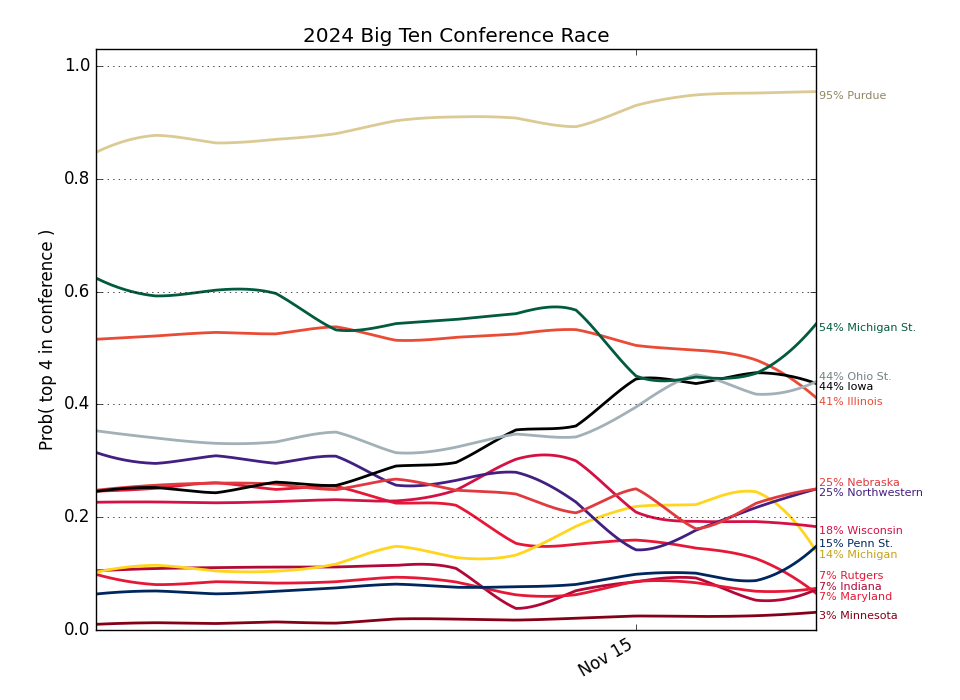 2024 Big Ten Conference Race
Prob( top 4 in conference )
1.0
0.8
0.6
0.4
0.2
0.0
Nov 15
95% Purdue
54% Michigan St.
44% Ohio St.
44% Iowa
41% Illinois
25% Nebraska
25% Northwestern
18% Wisconsin
15% Penn St.
14% Michigan
7% Rutgers
7% Indiana
7% Maryland
3% Minnesota